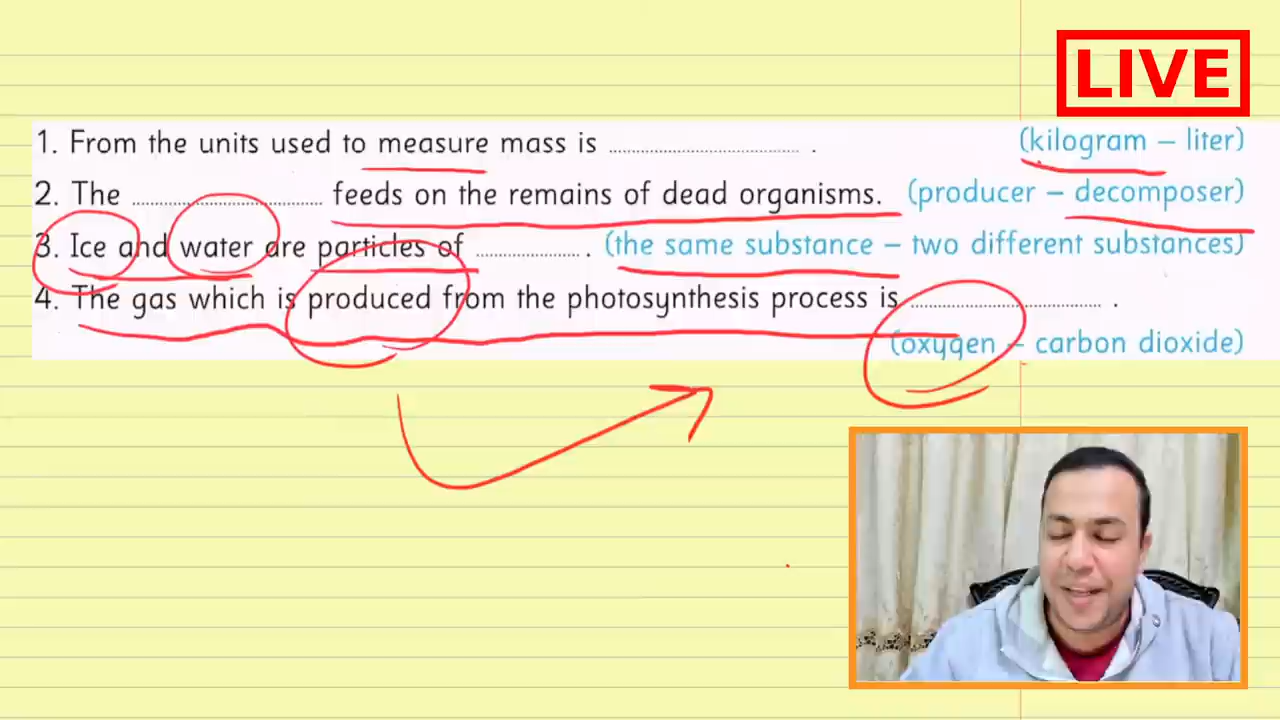 LIVE
1. From the units used to measure mass is ........................................ . (kilogram – liter)
2. The ........................................ feeds on the remains of dead organisms. (producer – decomposer)
3. Ice and water are particles of ...................... . (the same substance – two different substances)
4. The gas which is produced from the photosynthesis process is ........................................ .
(oxygen – carbon dioxide)